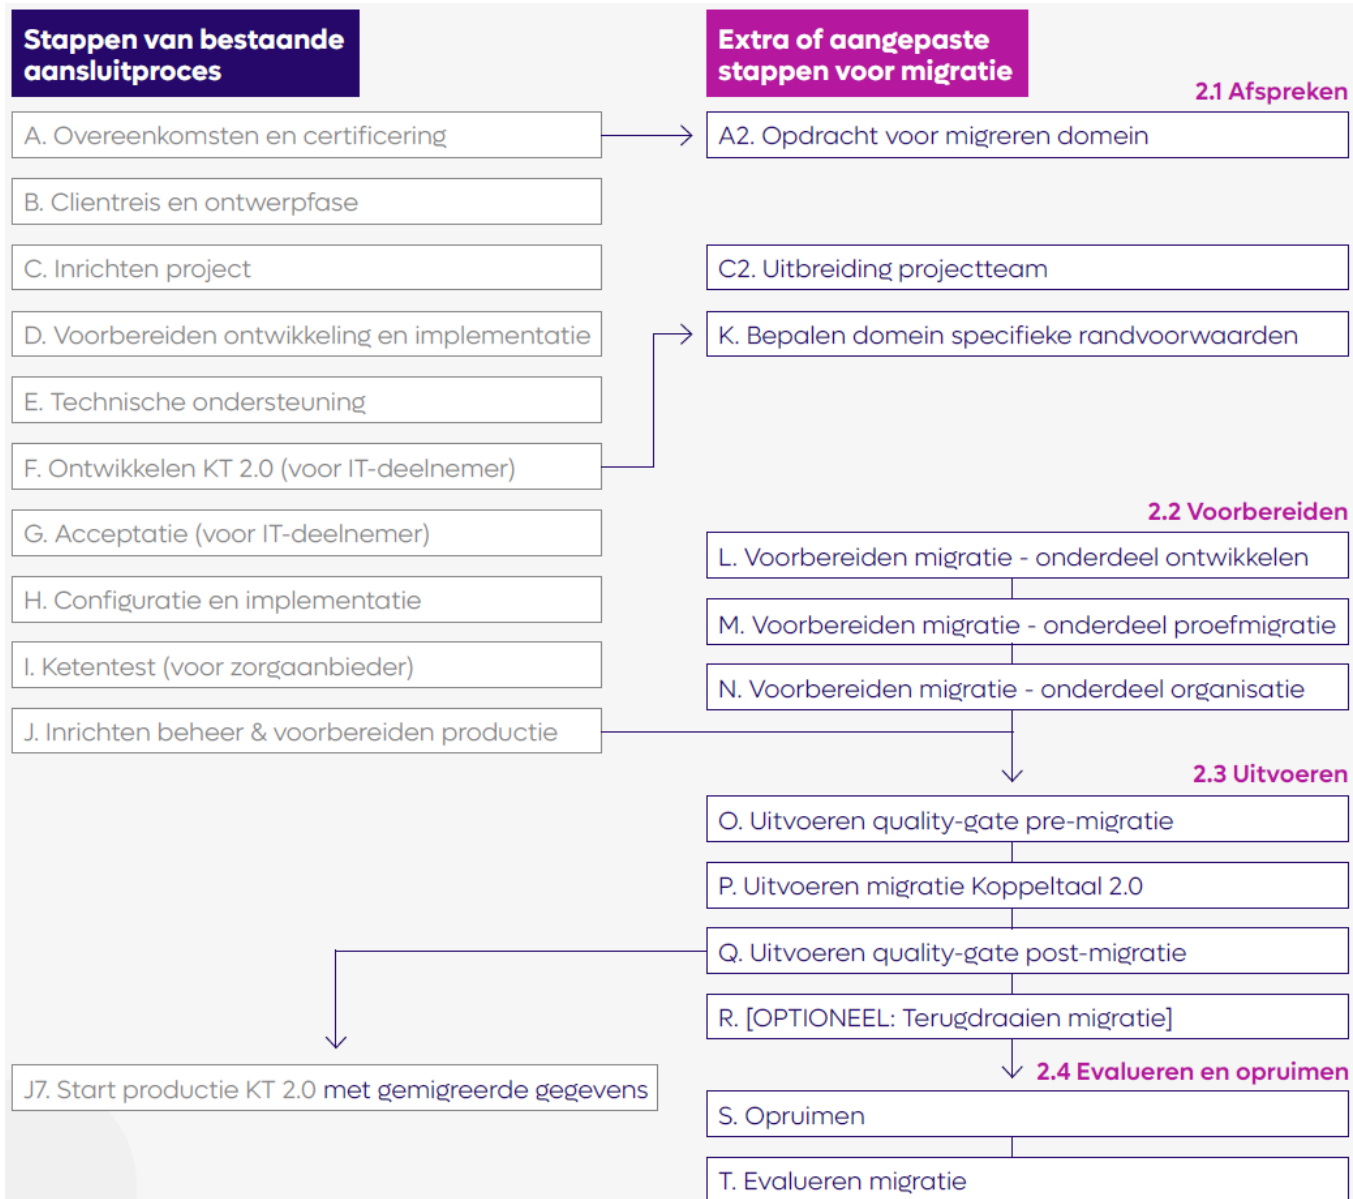 Stappen van bestaande
aansluitproces
A. Overeenkomsten en certificering
B. Clientreis en ontwerpfase
C. Inrichten project
D. Voorbereiden ontwikkeling en implementatie
E. Technische ondersteuning
F. Ontwikkelen KT 2.0 (voor IT-deelnemer)
G. Acceptatie (voor IT-deelnemer)
H. Configuratie en implementatie
I. Ketentest (voor zorgaanbieder)
J. Inrichten beheer & voorbereiden productie
J7. Start productie KT 2.0 met gemigreerde gegevens
Extra of aangepaste
stappen voor migratie
2.1 Afspreken
A2. Opdracht voor migreren domein
C2. Uitbreiding projectteam
K. Bepalen domein specifieke randvoorwaarden
2.2 Voorbereiden
L. Voorbereiden migratie - onderdeel ontwikkelen
M. Voorbereiden migratie - onderdeel proefmigratie
N. Voorbereiden migratie - onderdeel organisatie
2.3 Uitvoeren
O. Uitvoeren quality-gate pre-migratie
P. Uitvoeren migratie Koppeltaal 2.0
Q. Uitvoeren quality-gate post-migratie
R. [OPTIONEEL: Terugdraaien migratie]
2.4 Evalueren en opruimen
S. Opruimen
T. Evalueren migratie